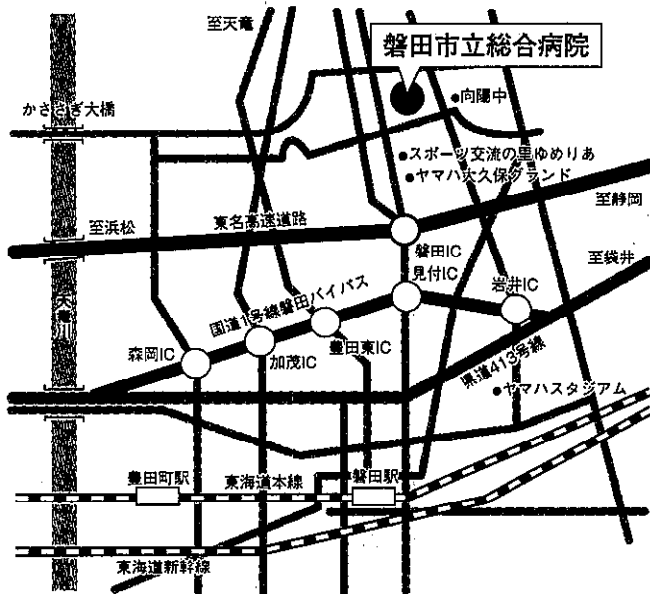 至天竜
磐田市立総合病院
向陽中
かささぎ大橋
スポーツ交流の里ゆめりあ
ヤマハ大久保グランド
至静岡
至浜松
東名高速道路
磐田IC
見付IC
至袋井
岩井IC
天竜川
国道1号線磐田バイパス
森岡IC
加茂IC
豊田東IC
県道413号線
ヤマハスタジアム
豊田町駅
東海道本線
磐田駅
東海道新幹線